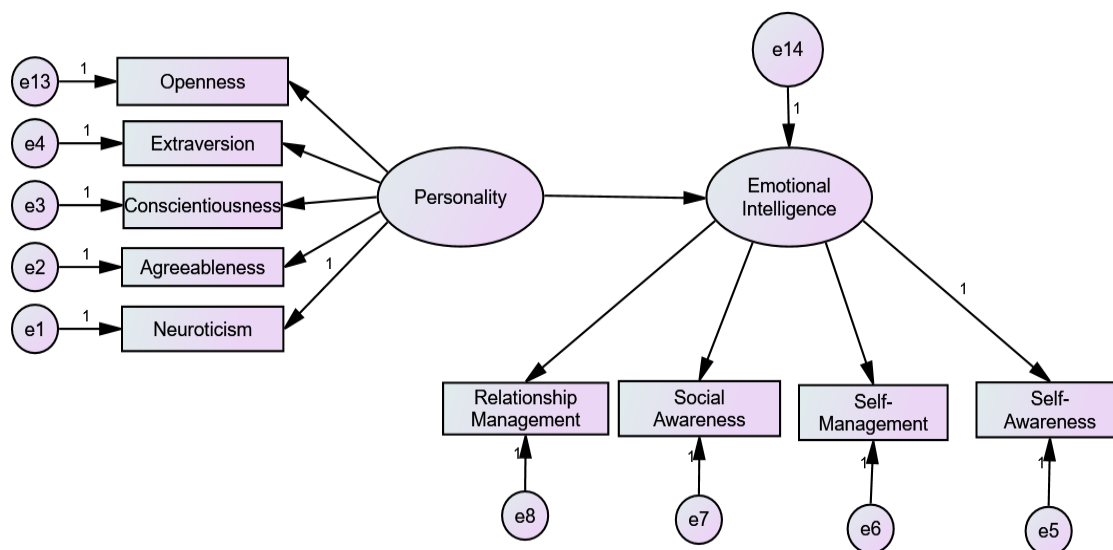 e14
1
e13
1
Openness
e4
1
Extraversion
e3
1
Conscientiousness
e2
1
Agreeableness
e1
1
Neuroticism
1
Personality
Emotional
Intelligence
1
Relationship
Management
Social
Awareness
Self-
Management
Self-
Awareness
1
1
1
1
e8
e7
e6
e5